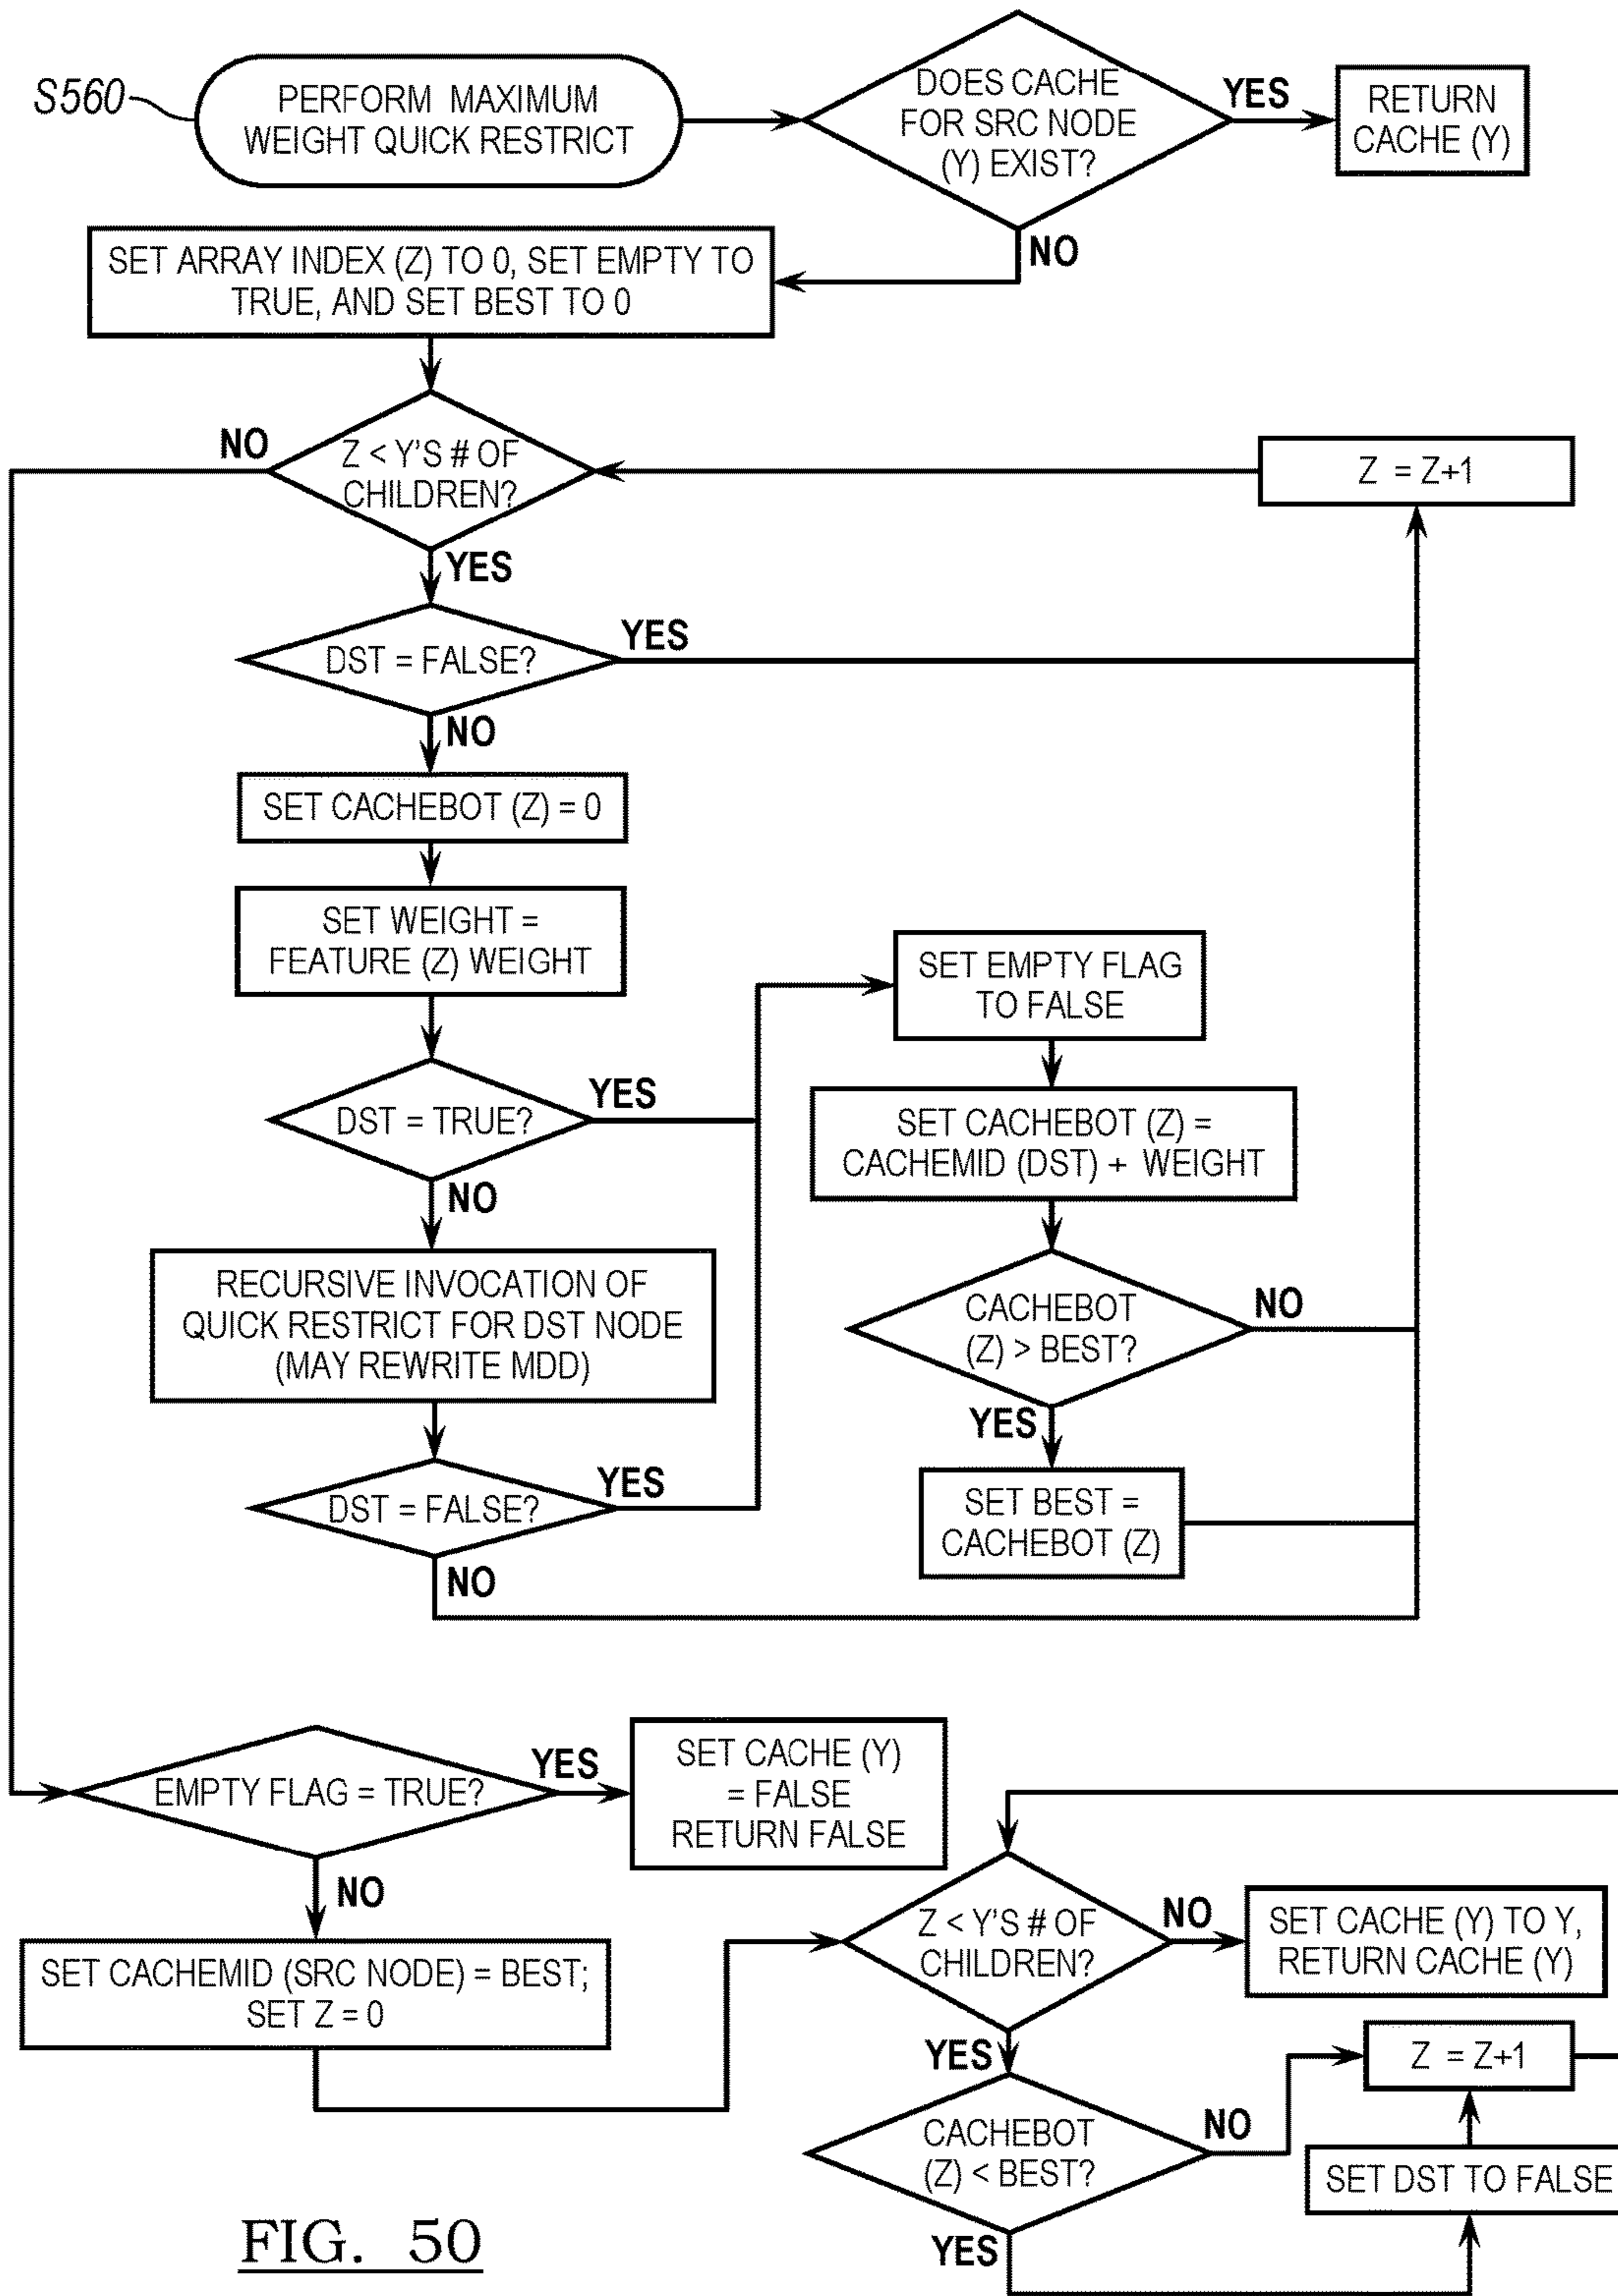 S560
PERFORM MAXIMUM
WEIGHT QUICK RESTRICT
DOES CACHE
FOR SRC NODE
(Y) EXIST?
YES
RETURN
CACHE (Y)
NO
SET ARRAY INDEX (Z) TO 0, SET EMPTY TO
TRUE, AND SET BEST TO 0
NO
Z < Y'S # OF
CHILDREN?
Z = Z+1
YES
DST = FALSE?
YES
NO
SET CACHEBOT (Z) = 0
SET WEIGHT =
FEATURE (Z) WEIGHT
SET EMPTY FLAG
TO FALSE
DST = TRUE?
YES
SET CACHEBOT (Z) =
CACHEMID (DST) + WEIGHT
NO
RECURSIVE INVOCATION OF
QUICK RESTRICT FOR DST NODE
(MAY REWRITE MDD)
CACHEBOT
(Z) > BEST?
NO
YES
DST = FALSE?
YES
SET BEST =
CACHEBOT (Z)
NO
EMPTY FLAG = TRUE?
YES
SET CACHE (Y)
= FALSE
RETURN FALSE
NO
Z < Y'S # OF
CHILDREN?
NO
SET CACHE (Y) TO Y,
RETURN CACHE (Y)
SET CACHEMID (SRC NODE) = BEST;
SET Z = 0
YES
Z = Z+1
CACHEBOT
(Z) < BEST?
NO
SET DST TO FALSE
YES
FIG. 50